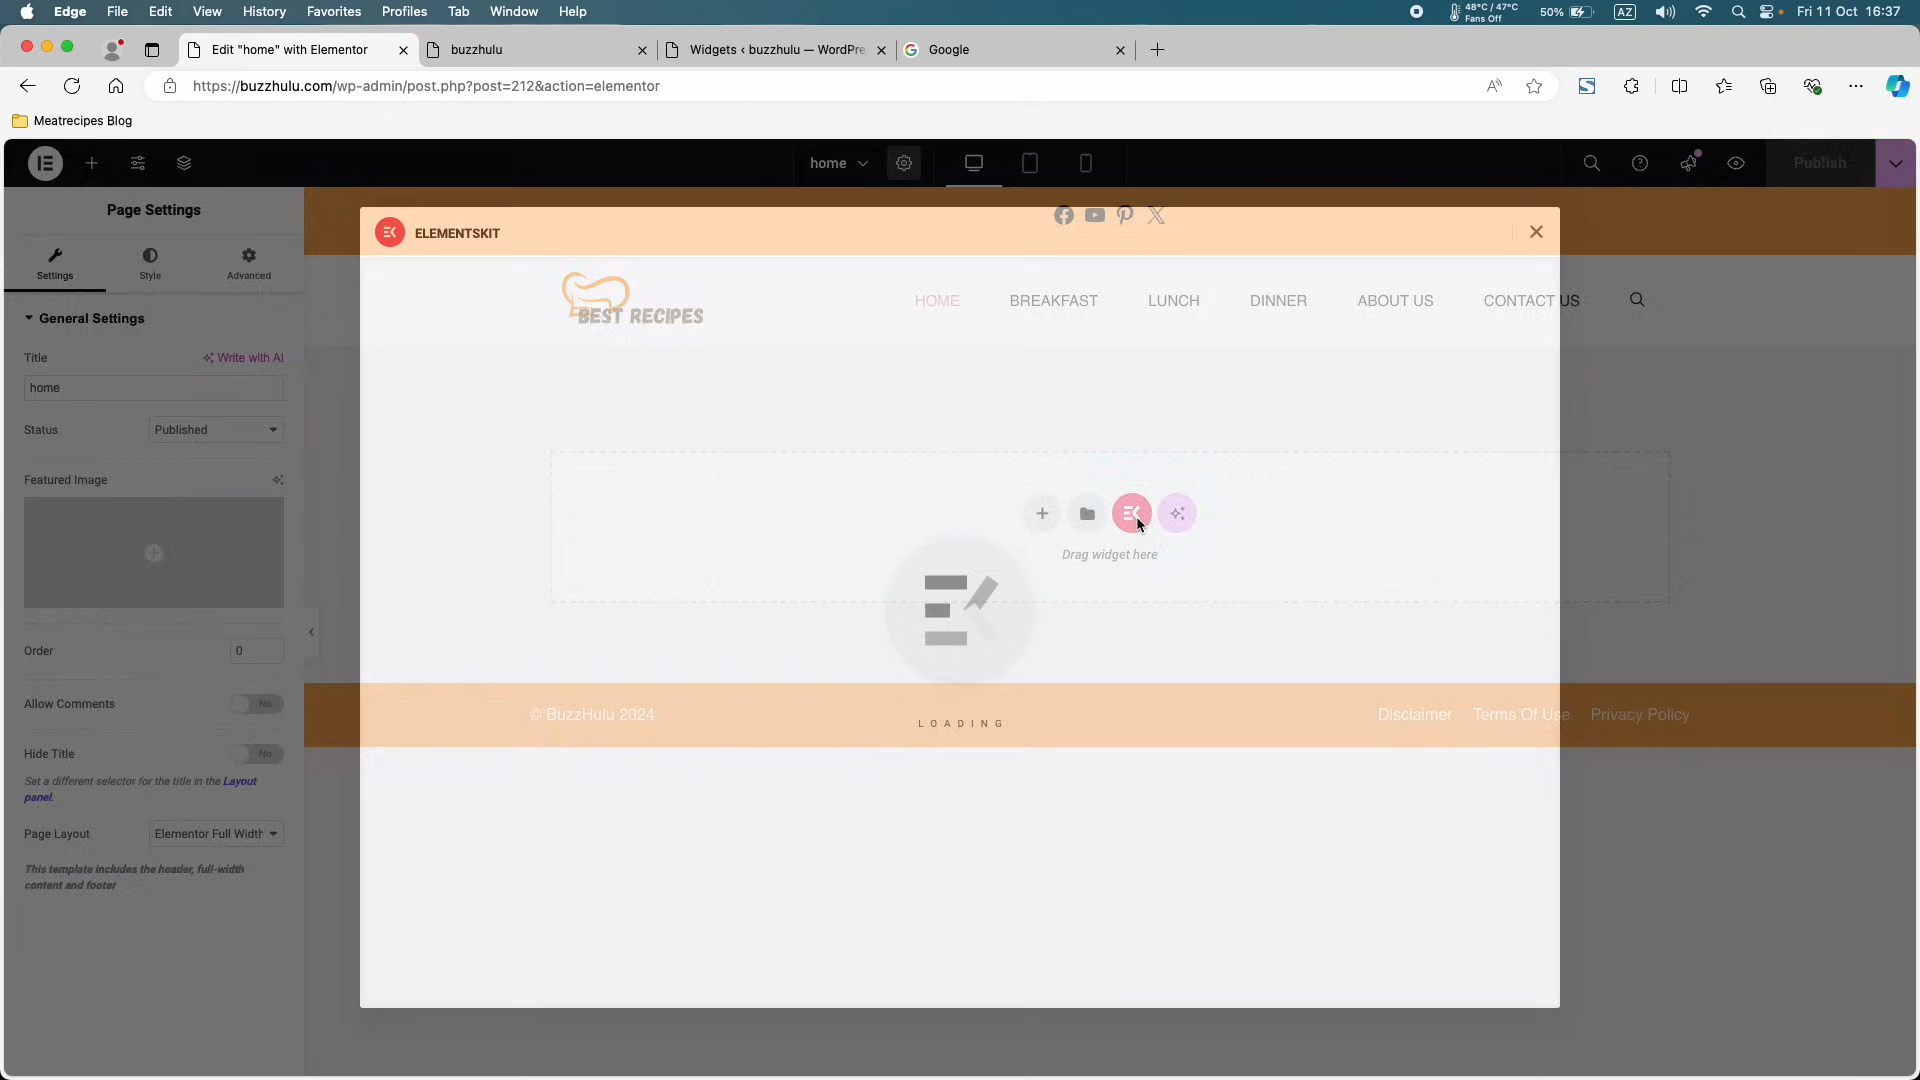 Edge File Edit View History Favorites Profiles Tab Window Help
48°C / 47°C
Fans Off
50% AZ Fri 11 Oct 16:37
Edit "home" with Elementor
buzzhulu
Widgets ‹ buzzhulu — WordPre
Google
https://buzzhulu.com/wp-admin/post.php?post=212&action=elementor
Meatrecipes Blog
home
Publish
Page Settings
Settings
Style
Advanced
General Settings
Title
Write with AI
home
Status
Published
Featured Image
Order
0
Allow Comments
No
Hide Title
No
Set a different selector for the title in the Layout
panel.
Page Layout
Elementor Full Width
This template includes the header, full-width
content and footer
ELEMENTSKIT
BEST RECIPES
HOME
BREAKFAST
LUNCH
DINNER
ABOUT US
CONTACT US
Drag widget here
© BuzzHulu 2024
LOADING
Disclaimer
Terms Of Use
Privacy Policy